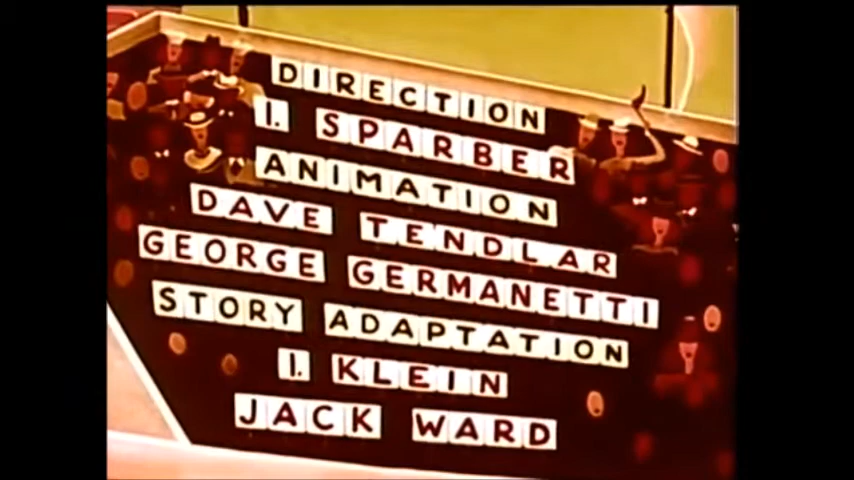 DIRECTION
I. SPARBER
ANIMATION
DAVE TENDLAR
GEORGE GERMANETTI
STORY ADAPTATION
I. KLEIN
JACK WARD